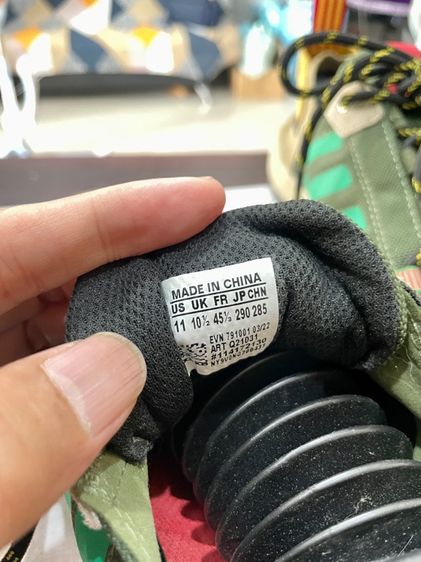 MADE IN CHINA
US UK FR JP CHN
11 10½ 45⅓ 290 285
EVN 791001 03/22
ART Q21031
#114172130